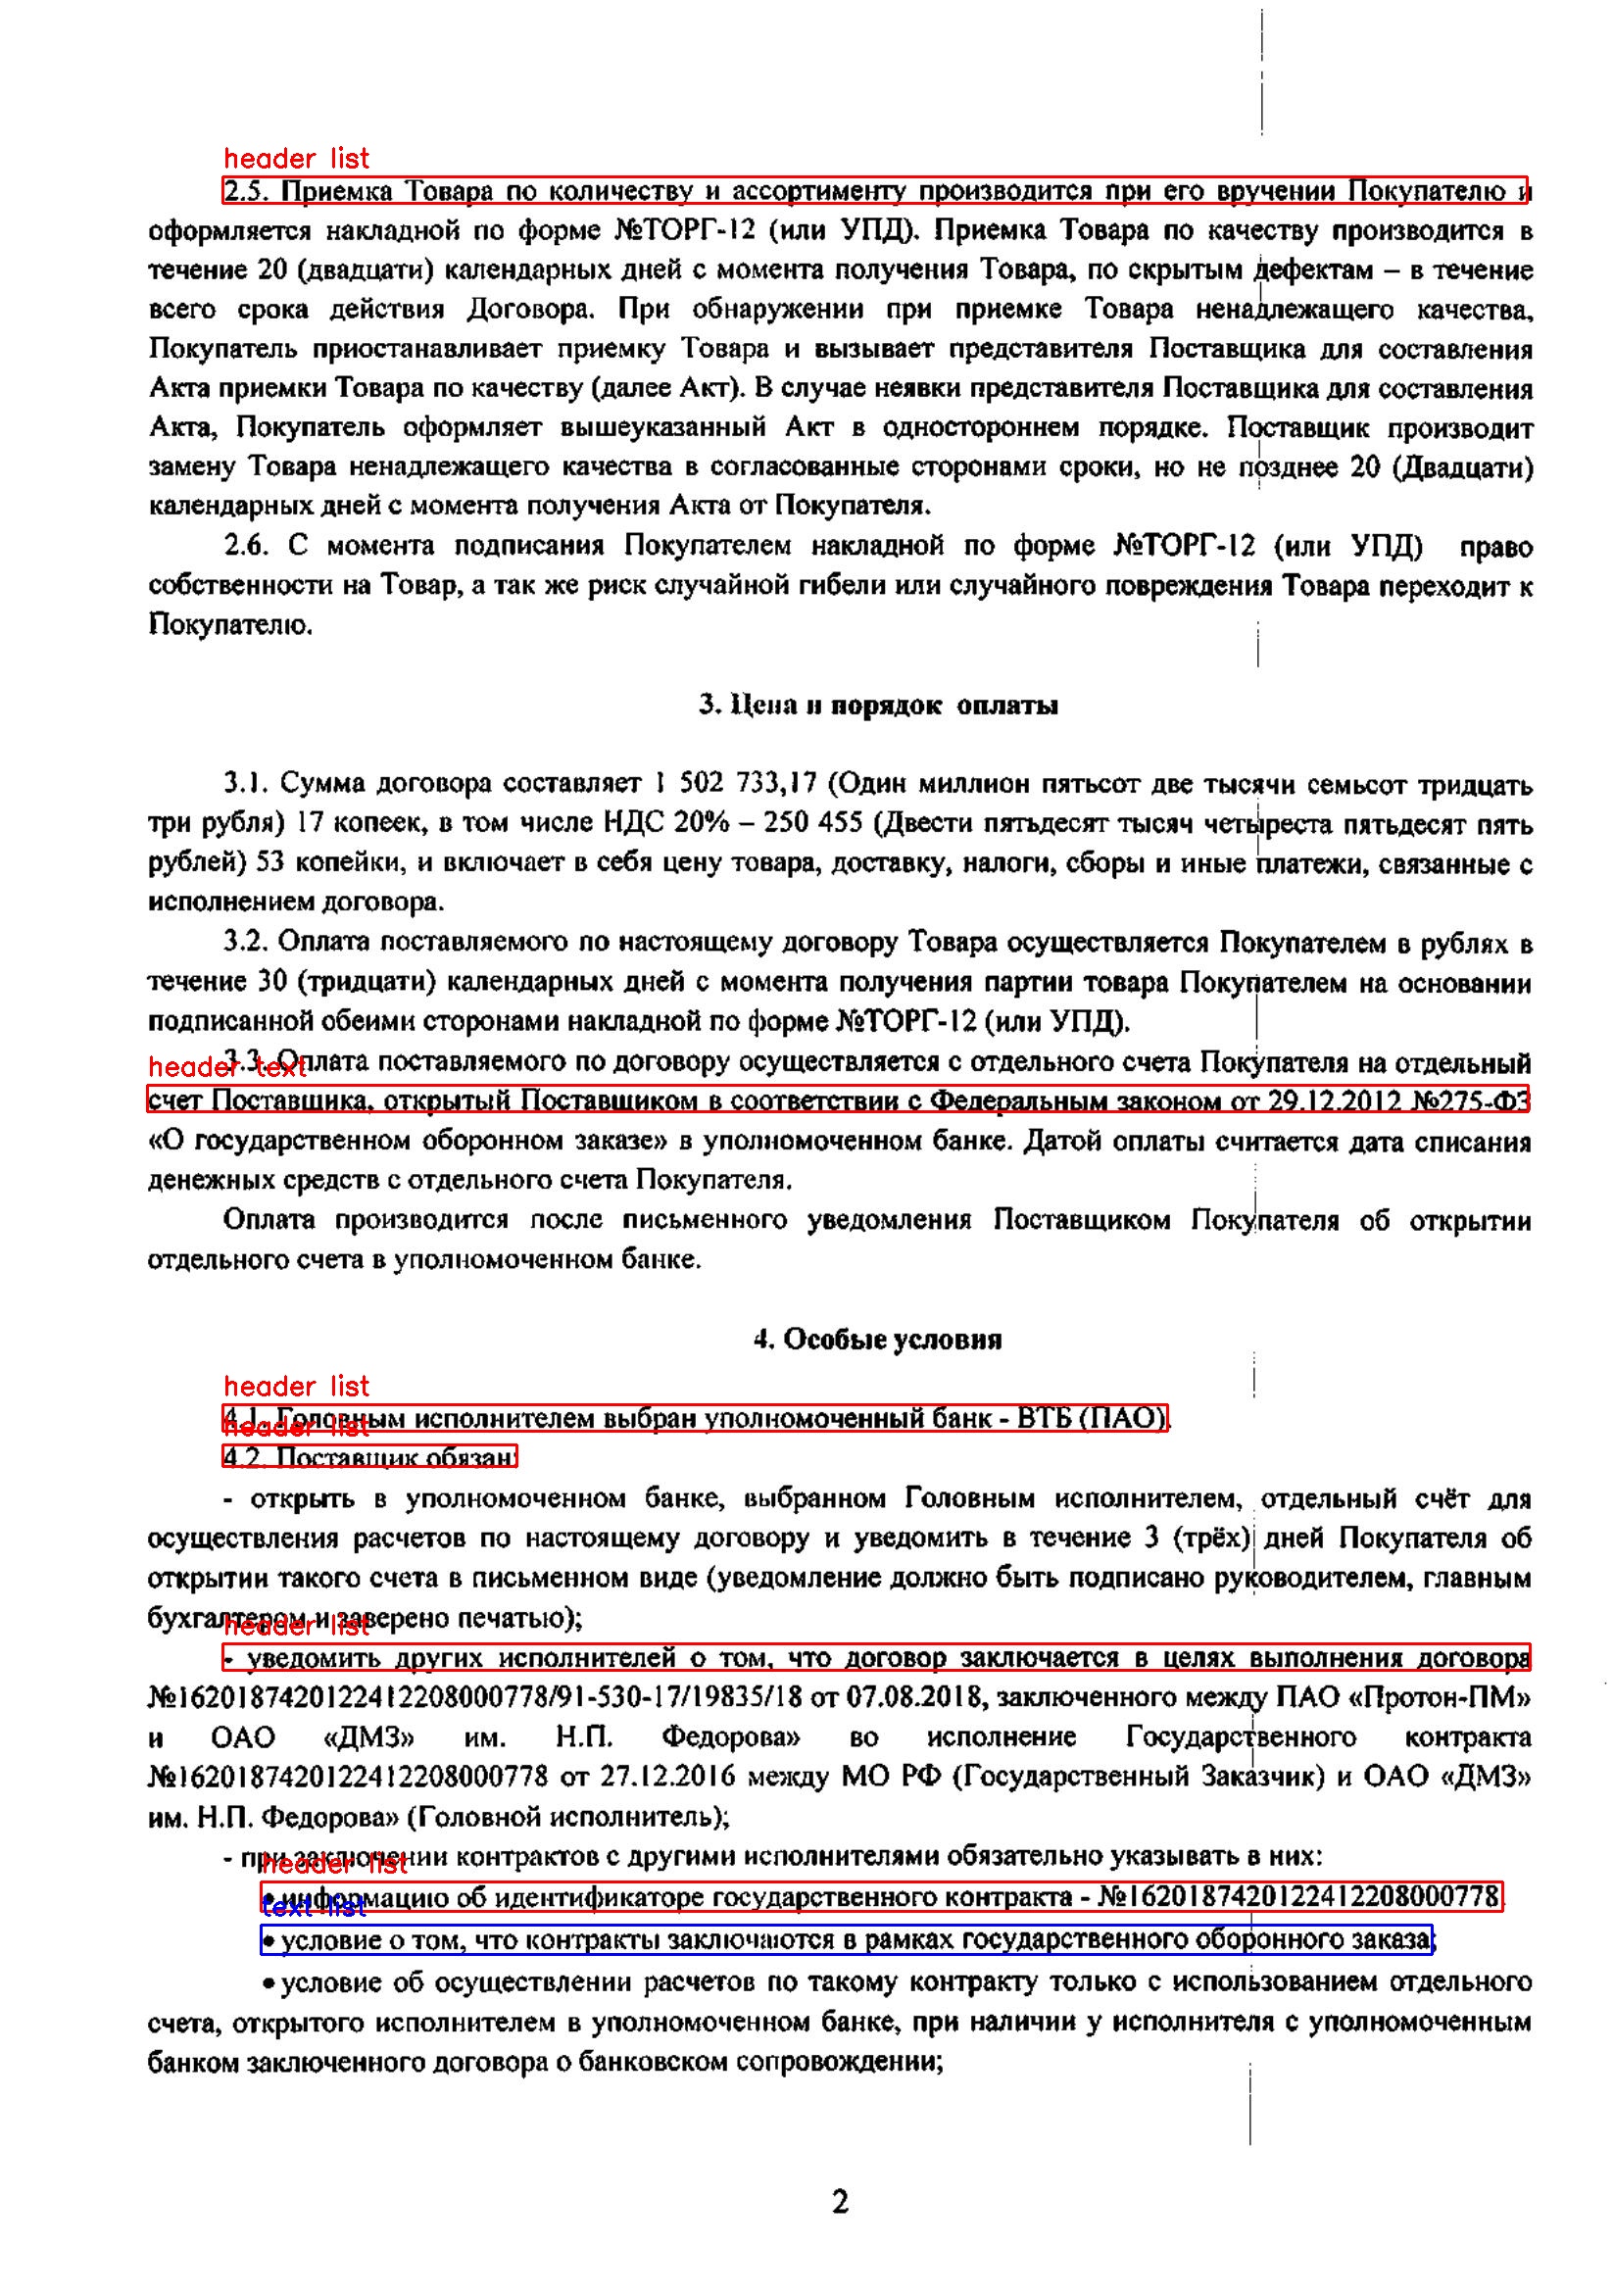 header list
2.5. Приемка Товара по количеству и ассортименту производится при его вручении Покупателю и
оформляется накладной по форме №ТОРГ-12 (или УПД). Приемка Товара по качеству производится в
течение 20 (двадцати) календарных дней с момента получения Товара, по скрытым дефектам – в течение
всего срока действия Договора. При обнаружении при приемке Товара ненадлежащего качества,
Покупатель приостанавливает приемку Товара и вызывает представителя Поставщика для составления
Акта приемки Товара по качеству (далее Акт). В случае неявки представителя Поставщика для составления
Акта, Покупатель оформляет вышеуказанный Акт в одностороннем порядке. Поставщик производит
замену Товара ненадлежащего качества в согласованные сторонами сроки, но не позднее 20 (Двадцати)
календарных дней с момента получения Акта от Покупателя.
2.6. С момента подписания Покупателем накладной по форме №ТОРГ-12 (или УПД) право
собственности на Товар, а так же риск случайной гибели или случайного повреждения Товара переходит к
Покупателю.
3. Цена и порядок оплаты
3.1. Сумма договора составляет 1 502 733,17 (Один миллион пятьсот две тысячи семьсот тридцать
три рубля) 17 копеек, в том числе НДС 20% – 250 455 (Двести пятьдесят тысяч четыреста пятьдесят пять
рублей) 53 копейки, и включает в себя цену товара, доставку, налоги, сборы и иные платежи, связанные с
исполнением договора.
3.2. Оплата поставляемого по настоящему договору Товара осуществляется Покупателем в рублях в
течение 30 (тридцати) календарных дней с момента получения партии товара Покупателем на основании
подписанной обеими сторонами накладной по форме №ТОРГ-12 (или УПД).
3.3. Оплата поставляемого по договору осуществляется с отдельного счета Покупателя на отдельный
header text
счет Поставщика, открытый Поставщиком в соответствии с Федеральным законом от 29.12.2012 №275-ФЗ
«О государственном оборонном заказе» в уполномоченном банке. Датой оплаты считается дата списания
денежных средств с отдельного счета Покупателя.
Оплата производится после письменного уведомления Поставщиком Покупателя об открытии
отдельного счета в уполномоченном банке.
4. Особые условия
header list
4.1. Головным исполнителем выбран уполномоченный банк - ВТБ (ПАО).
header list
4.2. Поставщик обязан:
- открыть в уполномоченном банке, выбранном Головным исполнителем, отдельный счёт для
осуществления расчетов по настоящему договору и уведомить в течение 3 (трёх) дней Покупателя об
открытии такого счета в письменном виде (уведомление должно быть подписано руководителем, главным
бухгалтером и заверено печатью);
header list
- уведомить других исполнителей о том, что договор заключается в целях выполнения договора
№1620187420122412208000778/91-530-17/19835/18 от 07.08.2018, заключенного между ПАО «Протон-ПМ»
и ОАО «ДМЗ» им. Н.П. Федорова» во исполнение Государственного контракта
№1620187420122412208000778 от 27.12.2016 между МО РФ (Государственный Заказчик) и ОАО «ДМЗ»
им. Н.П. Федорова» (Головной исполнитель);
- при заключении контрактов с другими исполнителями обязательно указывать в них:
header list
• информацию об идентификаторе государственного контракта - №1620187420122412208000778
text list
• условие о том, что контракты заключаются в рамках государственного оборонного заказа;
• условие об осуществлении расчетов по такому контракту только с использованием отдельного
счета, открытого исполнителем в уполномоченном банке, при наличии у исполнителя с уполномоченным
банком заключенного договора о банковском сопровождении;
2